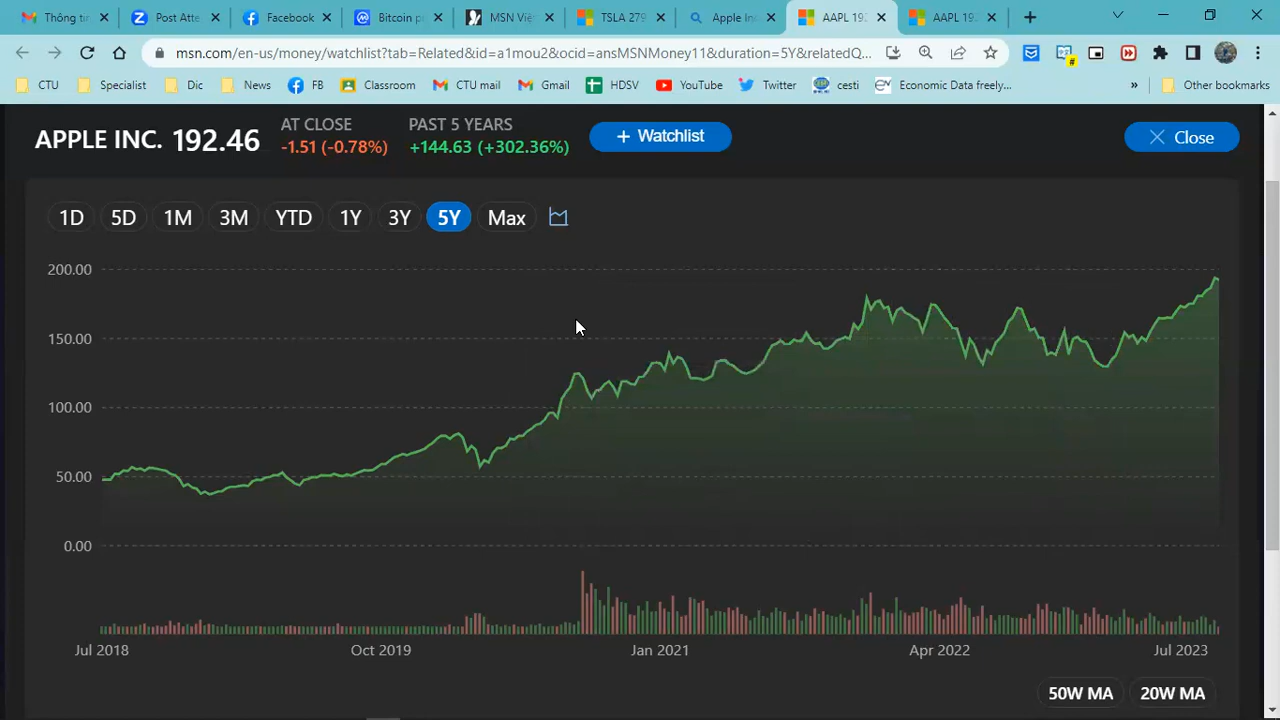 Thông tin
Post Atte
Facebook
Bitcoin p
MSN Viê
TSLA 279
Apple In
AAPL 192
AAPL 192
msn.com/en-us/money/watchlist?tab=Related&id=a1mou2&ocid=ansMSNMoney11&duration=5Y&relatedQ...
CTU
Specialist
Dic
News
FB
Classroom
CTU mail
Gmail
HDSV
YouTube
Twitter
cesti
Economic Data freely...
»
Other bookmarks
APPLE INC. 192.46
AT CLOSE
-1.51 (-0.78%)
PAST 5 YEARS
+144.63 (+302.36%)
+ Watchlist
Close
1D 5D 1M 3M YTD 1Y 3Y 5Y Max
200.00
150.00
100.00
50.00
0.00
Jul 2018 Oct 2019 Jan 2021 Apr 2022 Jul 2023
50W MA 20W MA